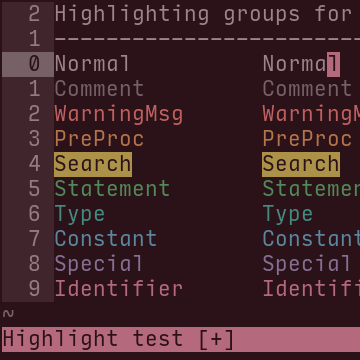 2 Highlighting groups for
1 ------------------------
0 Normal Normal
1 Comment Comment
2 WarningMsg WarningM
3 PreProc PreProc
4 Search Search
5 Statement Statemen
6 Type Type
7 Constant Constant
8 Special Special
9 Identifier Identifi
~
Highlight test [+]